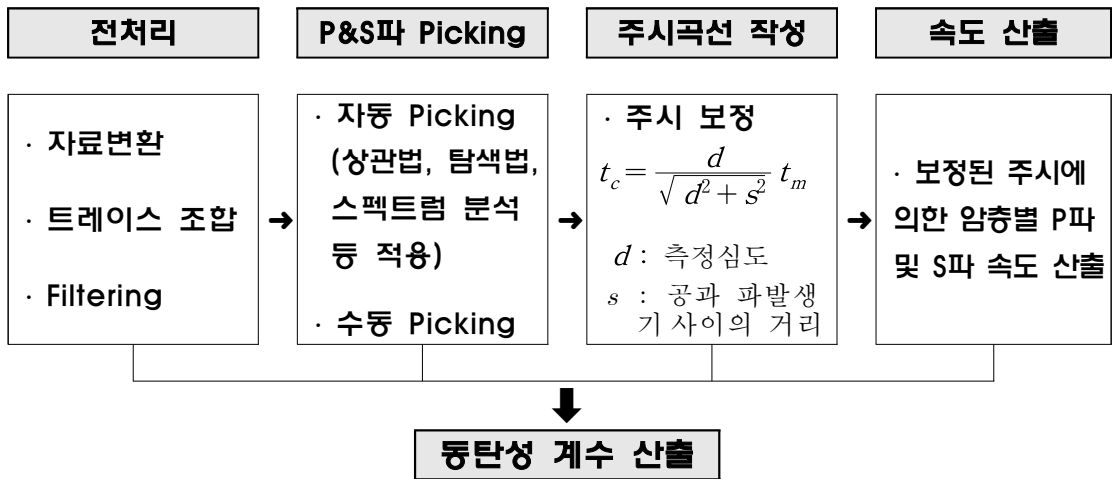 전처리
P&S파 Picking
주시곡선 작성
속도 산출
· 자료변환
· 트레이스 조합
· Filtering
➔
· 자동 Picking
(상관법, 탐색법,
스펙트럼 분석
등 적용)
· 수동 Picking
➔
· 주시 보정
t_c = d / √(d² + s²) t_m
d : 측정심도
s : 공과 파발생
기 사이의 거리
➔
· 보정된 주시에
의한 암층별 P파
및 S파 속도 산출
동탄성 계수 산출